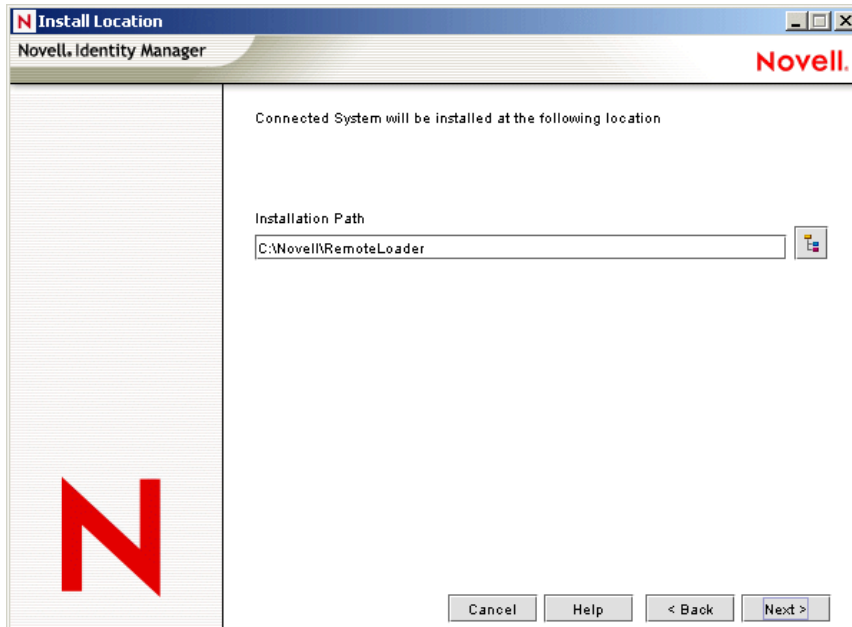 Install Location
Novell. Identity Manager
Novell.
Connected System will be installed at the following location
Installation Path
C:\Novell\RemoteLoader
Cancel Help < Back Next >